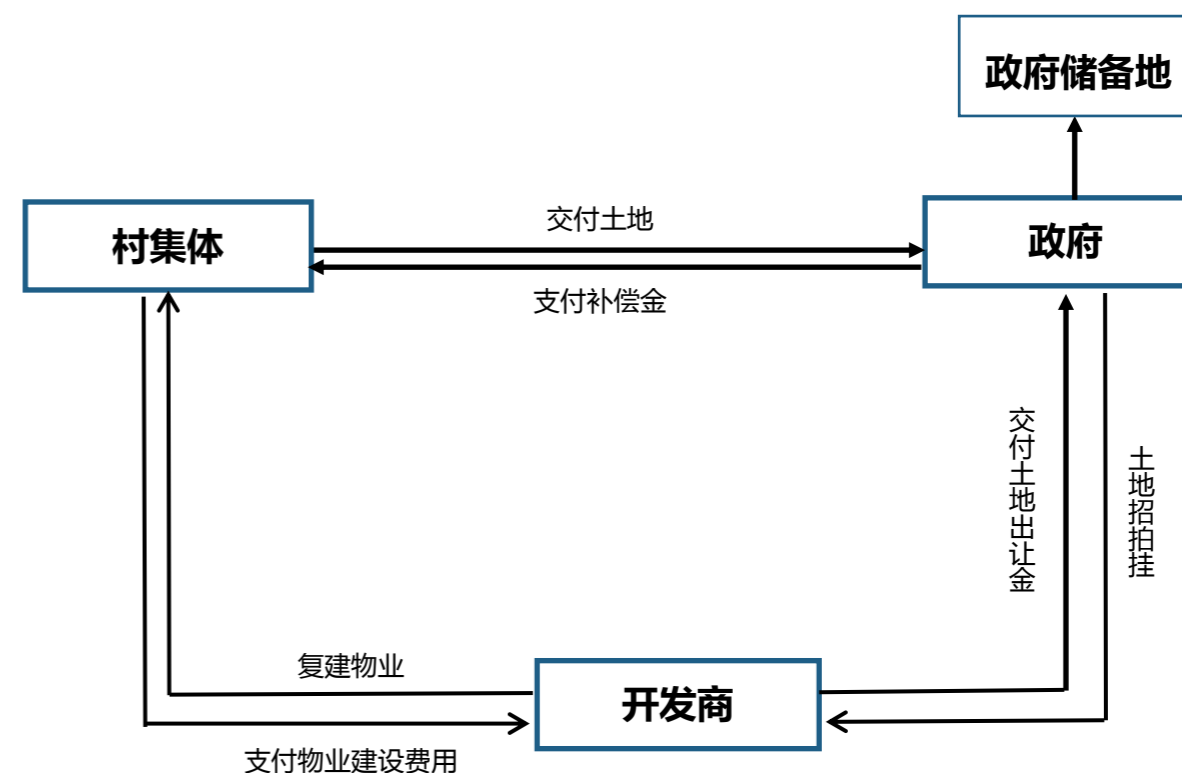 政府储备地
村集体
交付土地
政府
支付补偿金
交付土地出让金
土地招拍挂
复建物业
开发商
支付物业建设费用